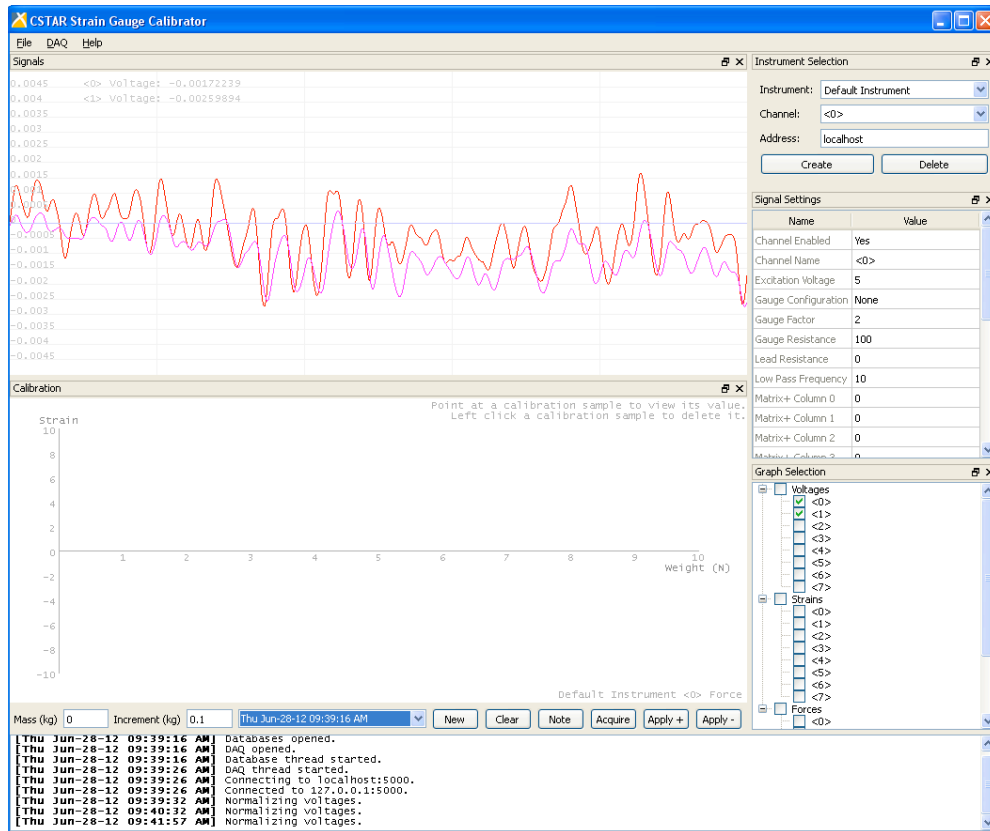 CSTAR Strain Gauge Calibrator
File DAQ Help
Signals
0.0045 <0> Voltage: -0.00172239
0.004 <1> Voltage: -0.00259894
0.0035
0.003
0.0025
0.002
0.0015
0.001
0.0005
-0.0005
-0.001
-0.0015
-0.002
-0.0025
-0.003
-0.0035
-0.004
-0.0045
Instrument Selection
Instrument: Default Instrument
Channel: <0>
Address: localhost
Create Delete
Signal Settings
Name Value
Channel Enabled Yes
Channel Name <0>
Excitation Voltage 5
Gauge Configuration None
Gauge Factor 2
Gauge Resistance 100
Lead Resistance 0
Low Pass Frequency 10
Matrix+ Column 0 0
Matrix+ Column 1 0
Matrix+ Column 2 0
Matrix+ Column 3 0
Calibration
Point at a calibration sample to view its value.
Left click a calibration sample to delete it.
Strain
10
8
6
4
2
0
-2
-4
-6
-8
-10
1 2 3 4 5 6 7 8 9 10
Weight (N)
Default Instrument <0> Force
Graph Selection
Voltages
<0>
<1>
<2>
<3>
<4>
<5>
<6>
<7>
Strains
<0>
<1>
<2>
<3>
<4>
<5>
<6>
<7>
Forces
<0>
Mass (kg) 0 Increment (kg) 0.1 Thu Jun-28-12 09:39:16 AM New Clear Note Acquire Apply + Apply -
[Thu Jun-28-12 09:39:16 AM] Databases opened.
[Thu Jun-28-12 09:39:16 AM] DAQ opened.
[Thu Jun-28-12 09:39:16 AM] Database thread started.
[Thu Jun-28-12 09:39:26 AM] DAQ thread started.
[Thu Jun-28-12 09:39:26 AM] Connecting to localhost:5000.
[Thu Jun-28-12 09:39:26 AM] Connected to 127.0.0.1:5000.
[Thu Jun-28-12 09:39:32 AM] Normalizing voltages.
[Thu Jun-28-12 09:40:32 AM] Normalizing voltages.
[Thu Jun-28-12 09:41:57 AM] Normalizing voltages.